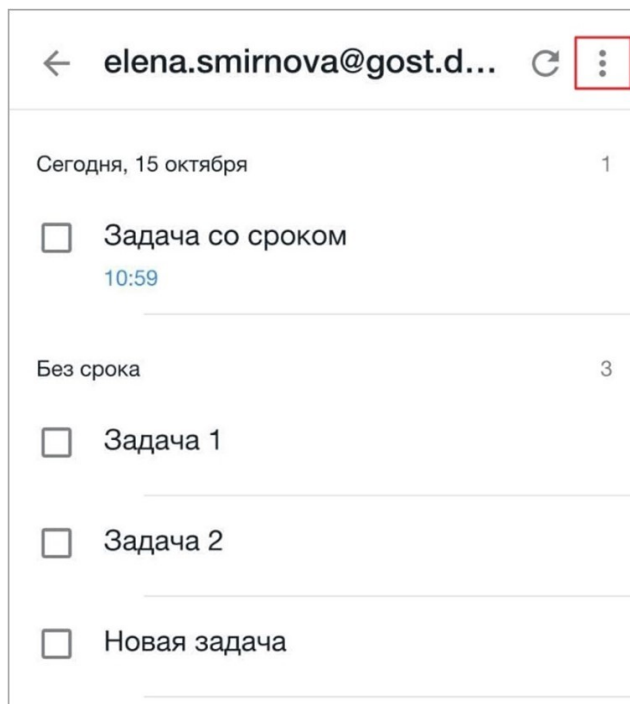 elena.smirnova@gost.d...
Сегодня, 15 октября 1
Задача со сроком
10:59
Без срока 3
Задача 1
Задача 2
Новая задача